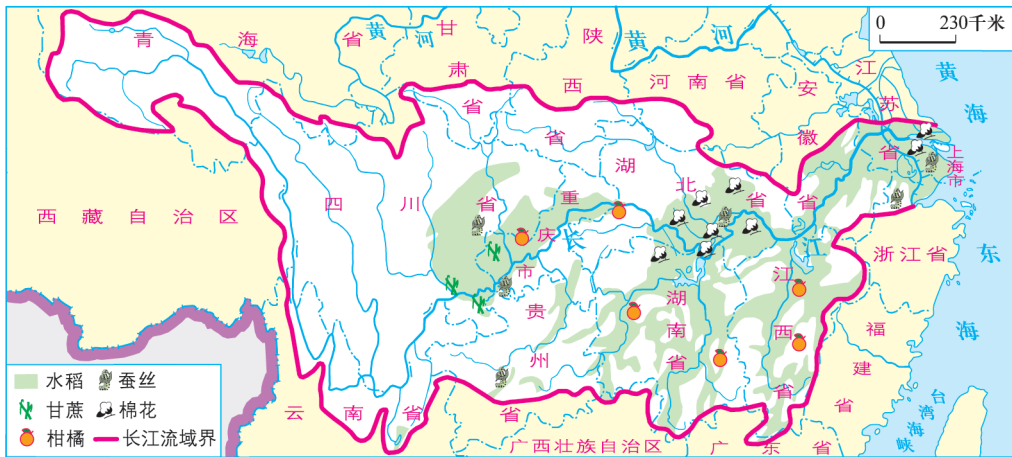 0 230千米
青海省
黄河
甘肃省
陕西省
黄河
河南省
安徽省
江苏省
黄海
上海市
西藏自治区
四川省
重庆市
湖北省
长江
浙江省
东海
贵州省
湖南省
江西省
福建省
云南省
广西壮族自治区
广东省
台湾海峡
水稻 蚕丝
甘蔗 棉花
柑橘 长江流域界